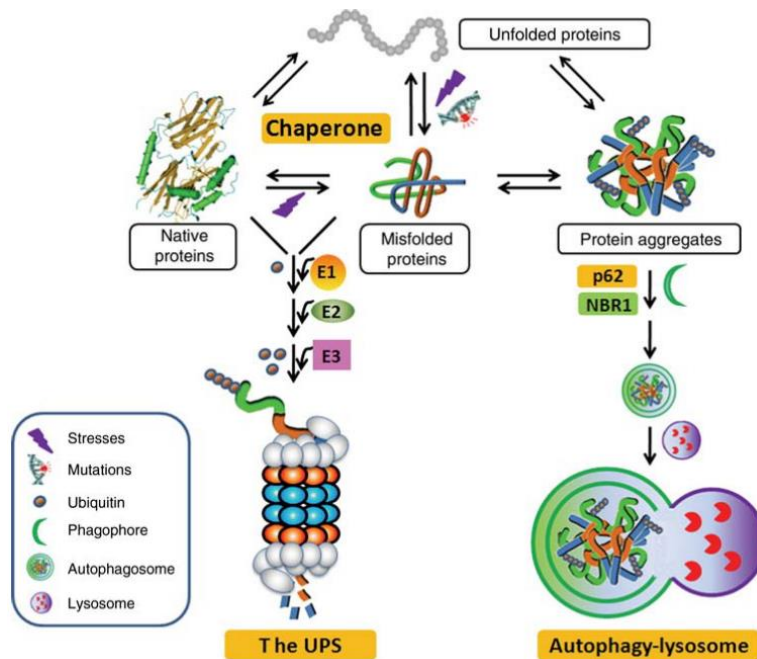 Unfolded proteins
Chaperone
Native
proteins
Misfolded
proteins
Protein aggregates
E1
p62
NBR1
E2
E3
Stresses
Mutations
Ubiquitin
Phagophore
Autophagosome
Lysosome
The UPS
Autophagy-lysosome